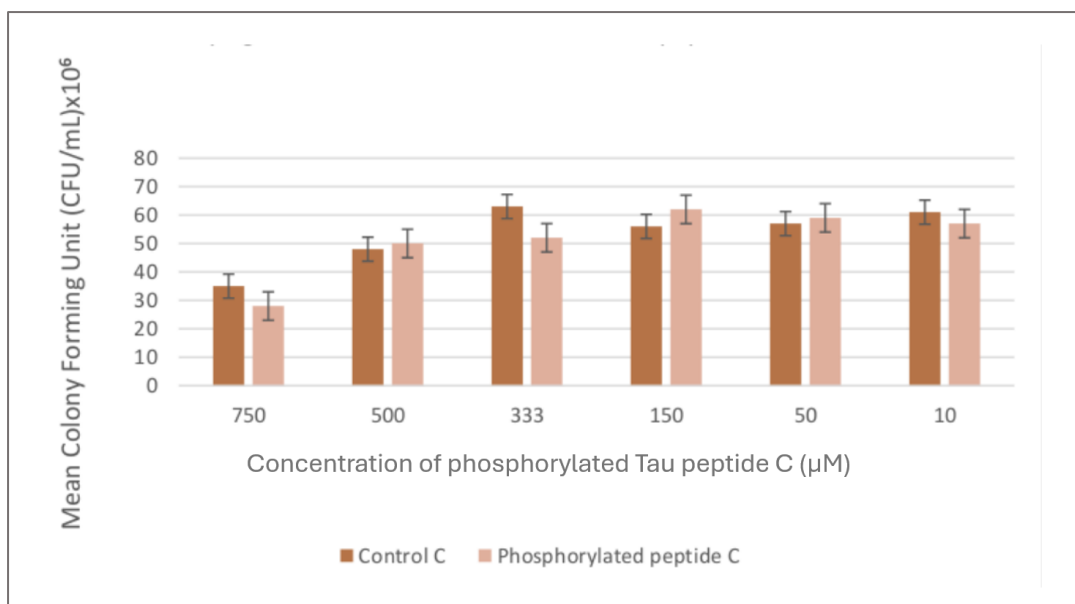 Mean Colony Forming Unit (CFU/mL)x10⁶
80
70
60
50
40
30
20
10
0
750 500 333 150 50 10
Concentration of phosphorylated Tau peptide C (µM)
Control C Phosphorylated peptide C